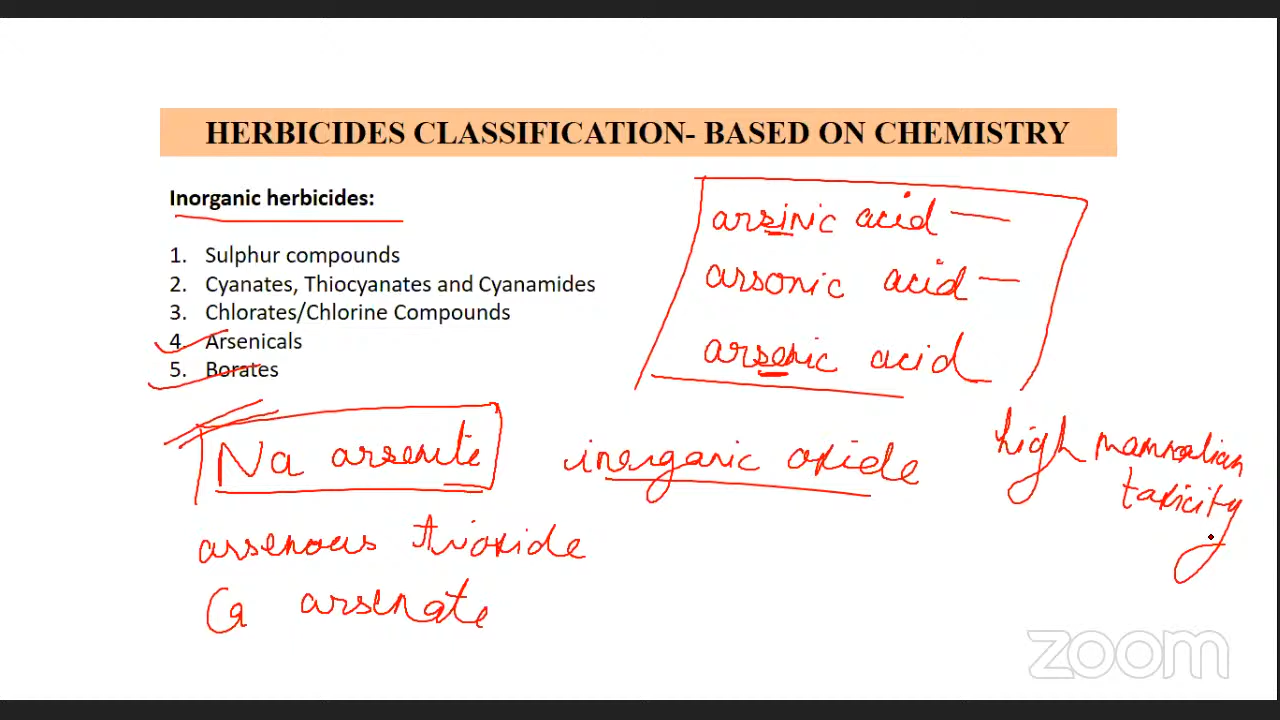 HERBICIDES CLASSIFICATION- BASED ON CHEMISTRY
Inorganic herbicides:
1. Sulphur compounds
2. Cyanates, Thiocyanates and Cyanamides
3. Chlorates/Chlorine Compounds
4. Arsenicals
5. Borates
arsinic acid —
arsonic acid —
arsenic acid
Na arsenite
inorganic oxide
high mammalian
toxicity
arsenous trioxide
Ca arsenate
zoom